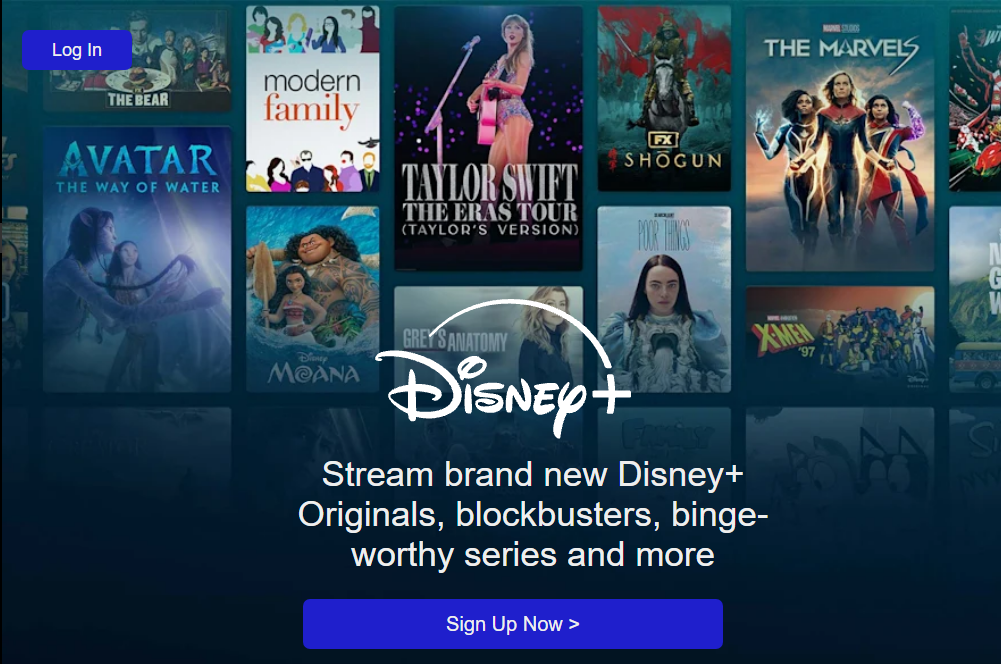 Log In
THE BEAR
modern
family
TAYLOR SWIFT
THE ERAS TOUR
(TAYLOR'S VERSION)
FX
SHŌGUN
MARVEL STUDIOS
THE MARVELS
AVATAR
THE WAY OF WATER
Disney
MOANA
GREY'S ANATOMY
POOR THINGS
X-MEN
'97
Disney+
Disney+
Stream brand new Disney+
Originals, blockbusters, binge-
worthy series and more
Sign Up Now >